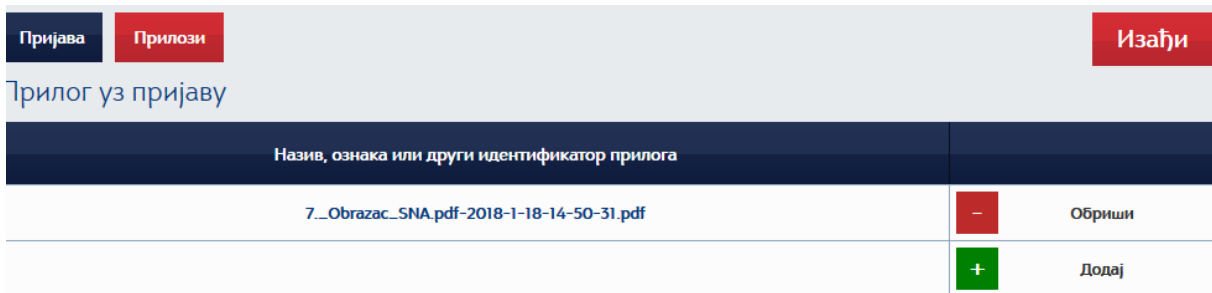 Пријава Прилози Изађи
Прилог уз пријаву
Назив, ознака или други идентификатор прилога
7._Obrazac_SNA.pdf-2018-1-18-14-50-31.pdf - Обриши
+ Додај